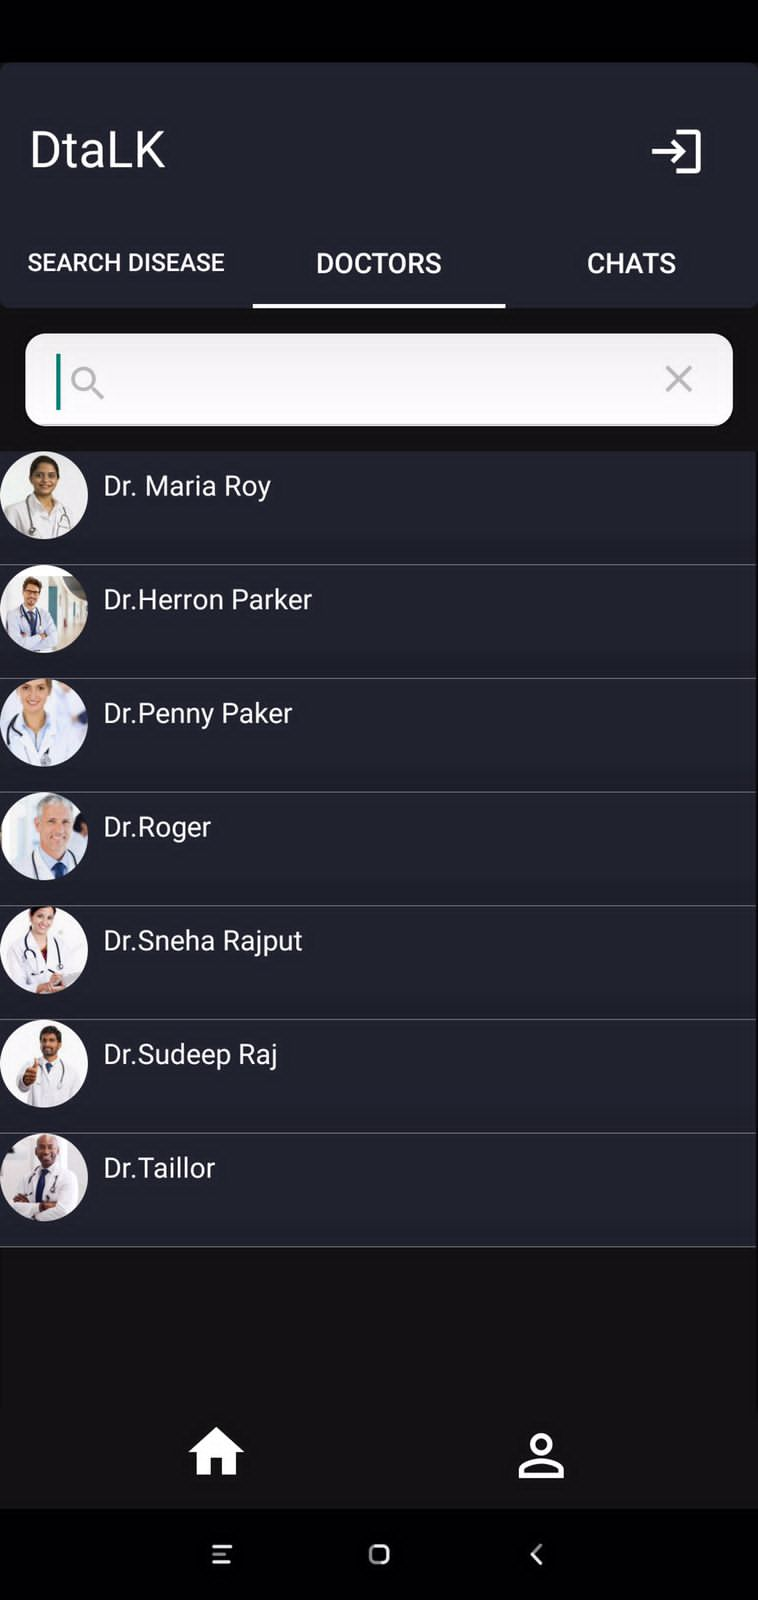 DtaLK
SEARCH DISEASE
DOCTORS
CHATS
Dr. Maria Roy
Dr.Herron Parker
Dr.Penny Paker
Dr.Roger
Dr.Sneha Rajput
Dr.Sudeep Raj
Dr.Taillor